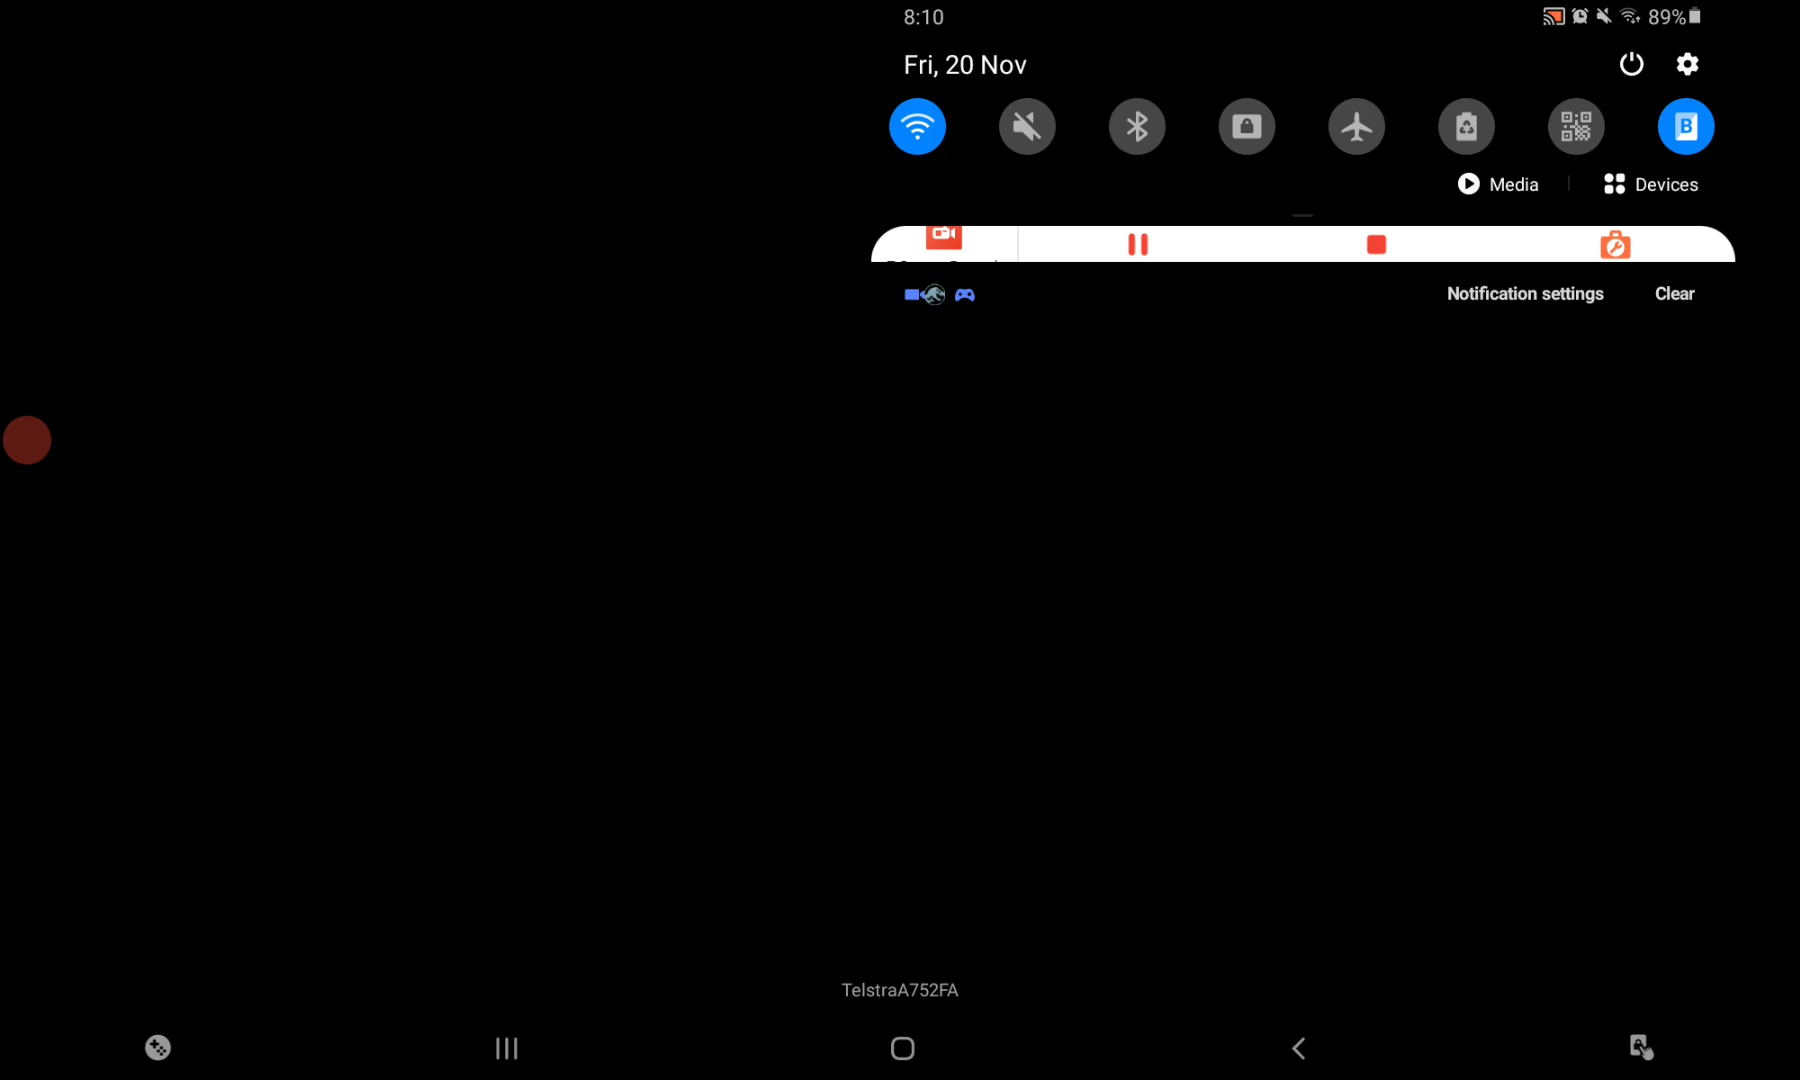 8:10
89%
Fri, 20 Nov
B
Media
Devices
Notification settings
Clear
TelstraA752FA